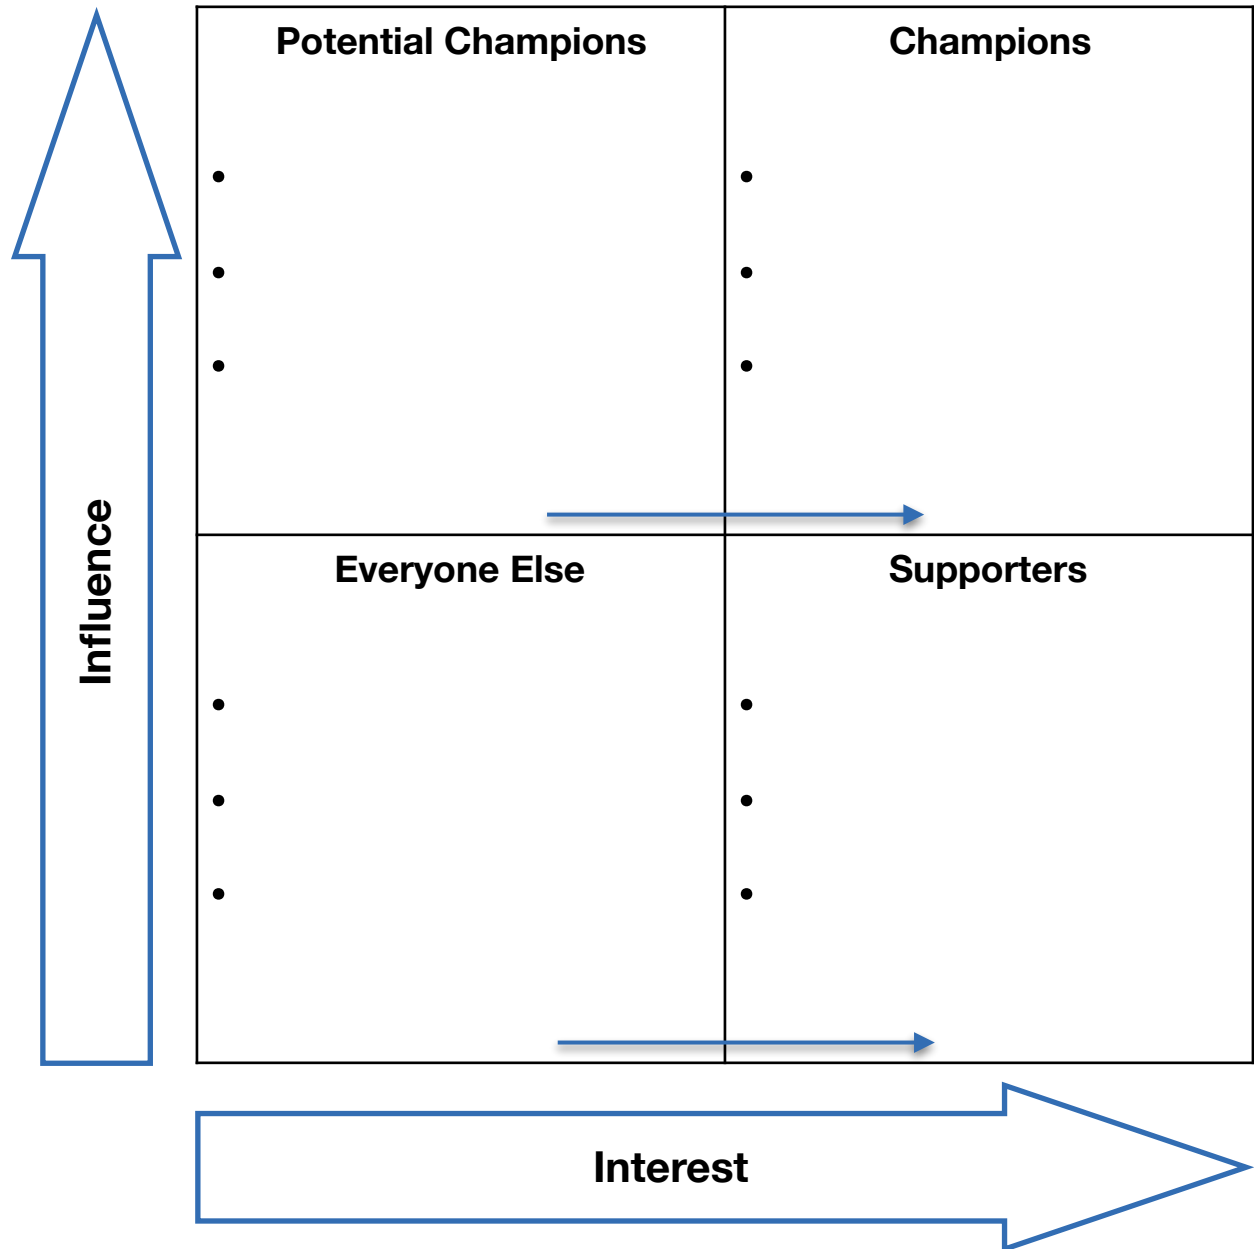 Potential Champions
Champions
•
•
•
•
•
•
Influence
Everyone Else
Supporters
•
•
•
•
•
•
Interest